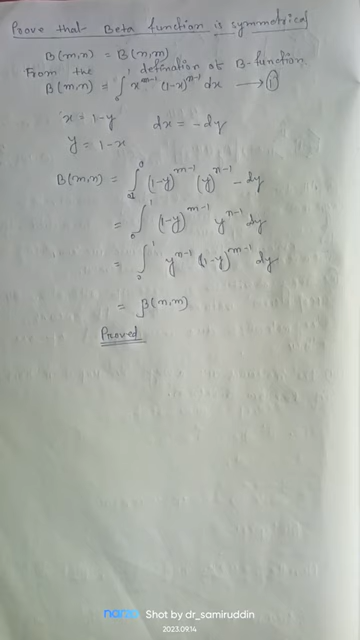 Prove that Beta function is symmetrical
B(m,n) = B(n,m)
From the defination of B-function
B(m,n) = ∫₀¹ x^{m-1} (1-x)^{n-1} dx → ①
x = 1-y dx = -dy
y = 1-x
B(m,n) = ∫₁⁰ (1-y)^{m-1} (y)^{n-1} - dy
= ∫₀¹ (1-y)^{m-1} y^{n-1} dy
= ∫₀¹ y^{n-1} (1-y)^{m-1} dy
= β(n,m)
Proved
narzo Shot by dr_samiruddin
2023.09.14